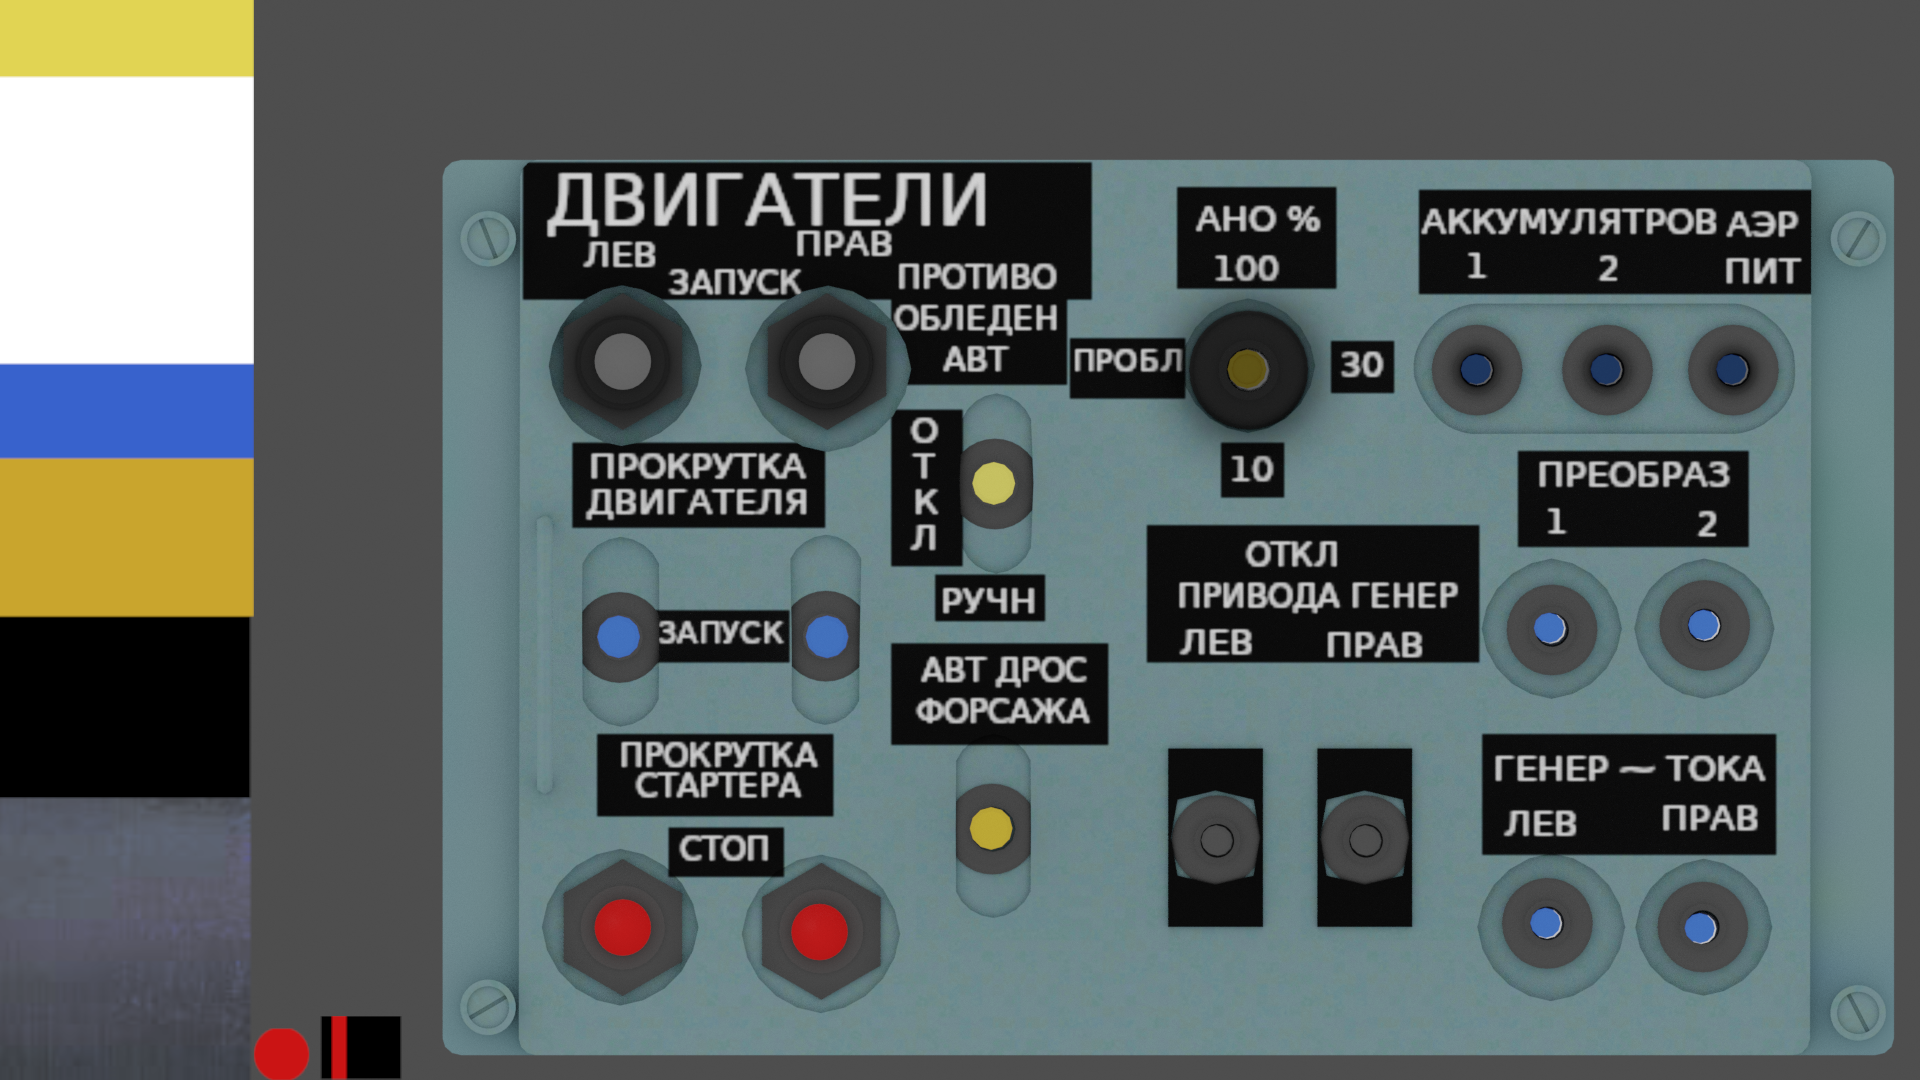 ДВИГАТЕЛИ
ЛЕВ
ПРАВ
ЗАПУСК
ПРОТИВО
ОБЛЕДЕН
АВТ
ОТКЛ
РУЧН
ПРОКРУТКА
ДВИГАТЕЛЯ
ЗАПУСК
ПРОКРУТКА
СТАРТЕРА
СТОП
АВТ ДРОС
ФОРСАЖА
АНО %
100
ПРОБЛ
30
10
ОТКЛ
ПРИВОДА ГЕНЕР
ЛЕВ ПРАВ
АККУМУЛЯТРОВ АЭР
1 2 ПИТ
ПРЕОБРАЗ
1 2
ГЕНЕР ~ ТОКА
ЛЕВ ПРАВ